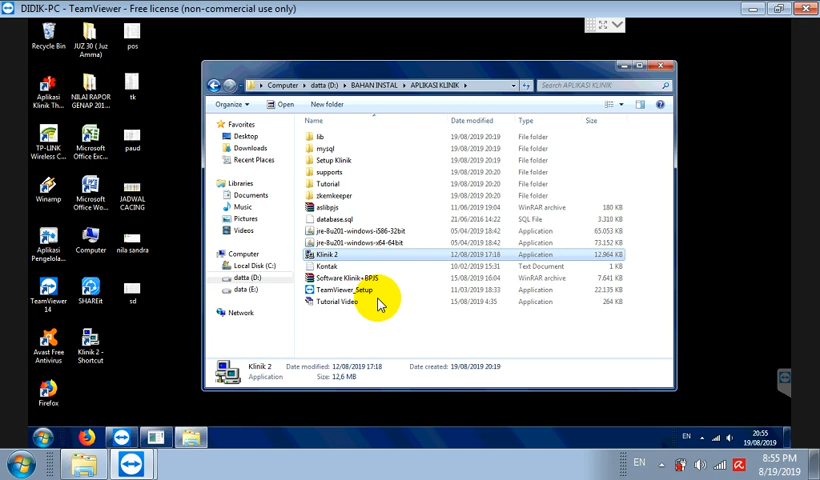 DIDIK-PC - TeamViewer - Free license (non-commercial use only)
Recycle Bin
JUZ 30 ( Juz Amma)
pos
Aplikasi Klinik Th...
NILAI RAPOR GENAP 201...
tk
TP-LINK Wireless C...
Microsoft Office Exc...
paud
Winamp
Microsoft Office Wo...
JADWAL CACING
Aplikasi Pengelola...
Computer
nila sandra
TeamViewer 14
SHAREit
sd
Avast Free Antivirus
Klinik 2 - Shortcut
Firefox
Computer
datta (D:)
BAHAN INSTAL
APLIKASI KLINIK
Search APLIKASI KLINIK
Organize
Open
New folder
Favorites
Desktop
Downloads
Recent Places
Libraries
Documents
Music
Pictures
Videos
Computer
Local Disk (C:)
datta (D:)
data (E:)
Network
Name Date modified Type Size
lib 19/08/2019 20:19 File folder
mysql 19/08/2019 20:19 File folder
Setup Klinik 19/08/2019 20:19 File folder
supports 19/08/2019 20:20 File folder
Tutorial 19/08/2019 20:20 File folder
zkemkeeper 19/08/2019 20:20 File folder
aslibpjs 11/06/2019 19:04 WinRAR archive 180 KB
database.sql 21/06/2016 14:22 SQL File 3.310 KB
jre-8u201-windows-i586-32bit 05/04/2019 18:42 Application 65.053 KB
jre-8u201-windows-x64-64bit 05/04/2019 18:42 Application 73.152 KB
Klinik 2 12/08/2019 17:18 Application 12.964 KB
Kontak 10/02/2019 15:31 Text Document 1 KB
Software Klinik+BPJS 15/08/2019 16:04 WinRAR archive 7.641 KB
TeamViewer_Setup 11/03/2019 18:33 Application 22.135 KB
Tutorial Video 15/08/2019 4:35 Application 264 KB
Klinik 2 Date modified: 12/08/2019 17:18 Date created: 19/08/2019 20:19
Application Size: 12,6 MB
EN
20:55
19/08/2019
EN
8:55 PM
8/19/2019